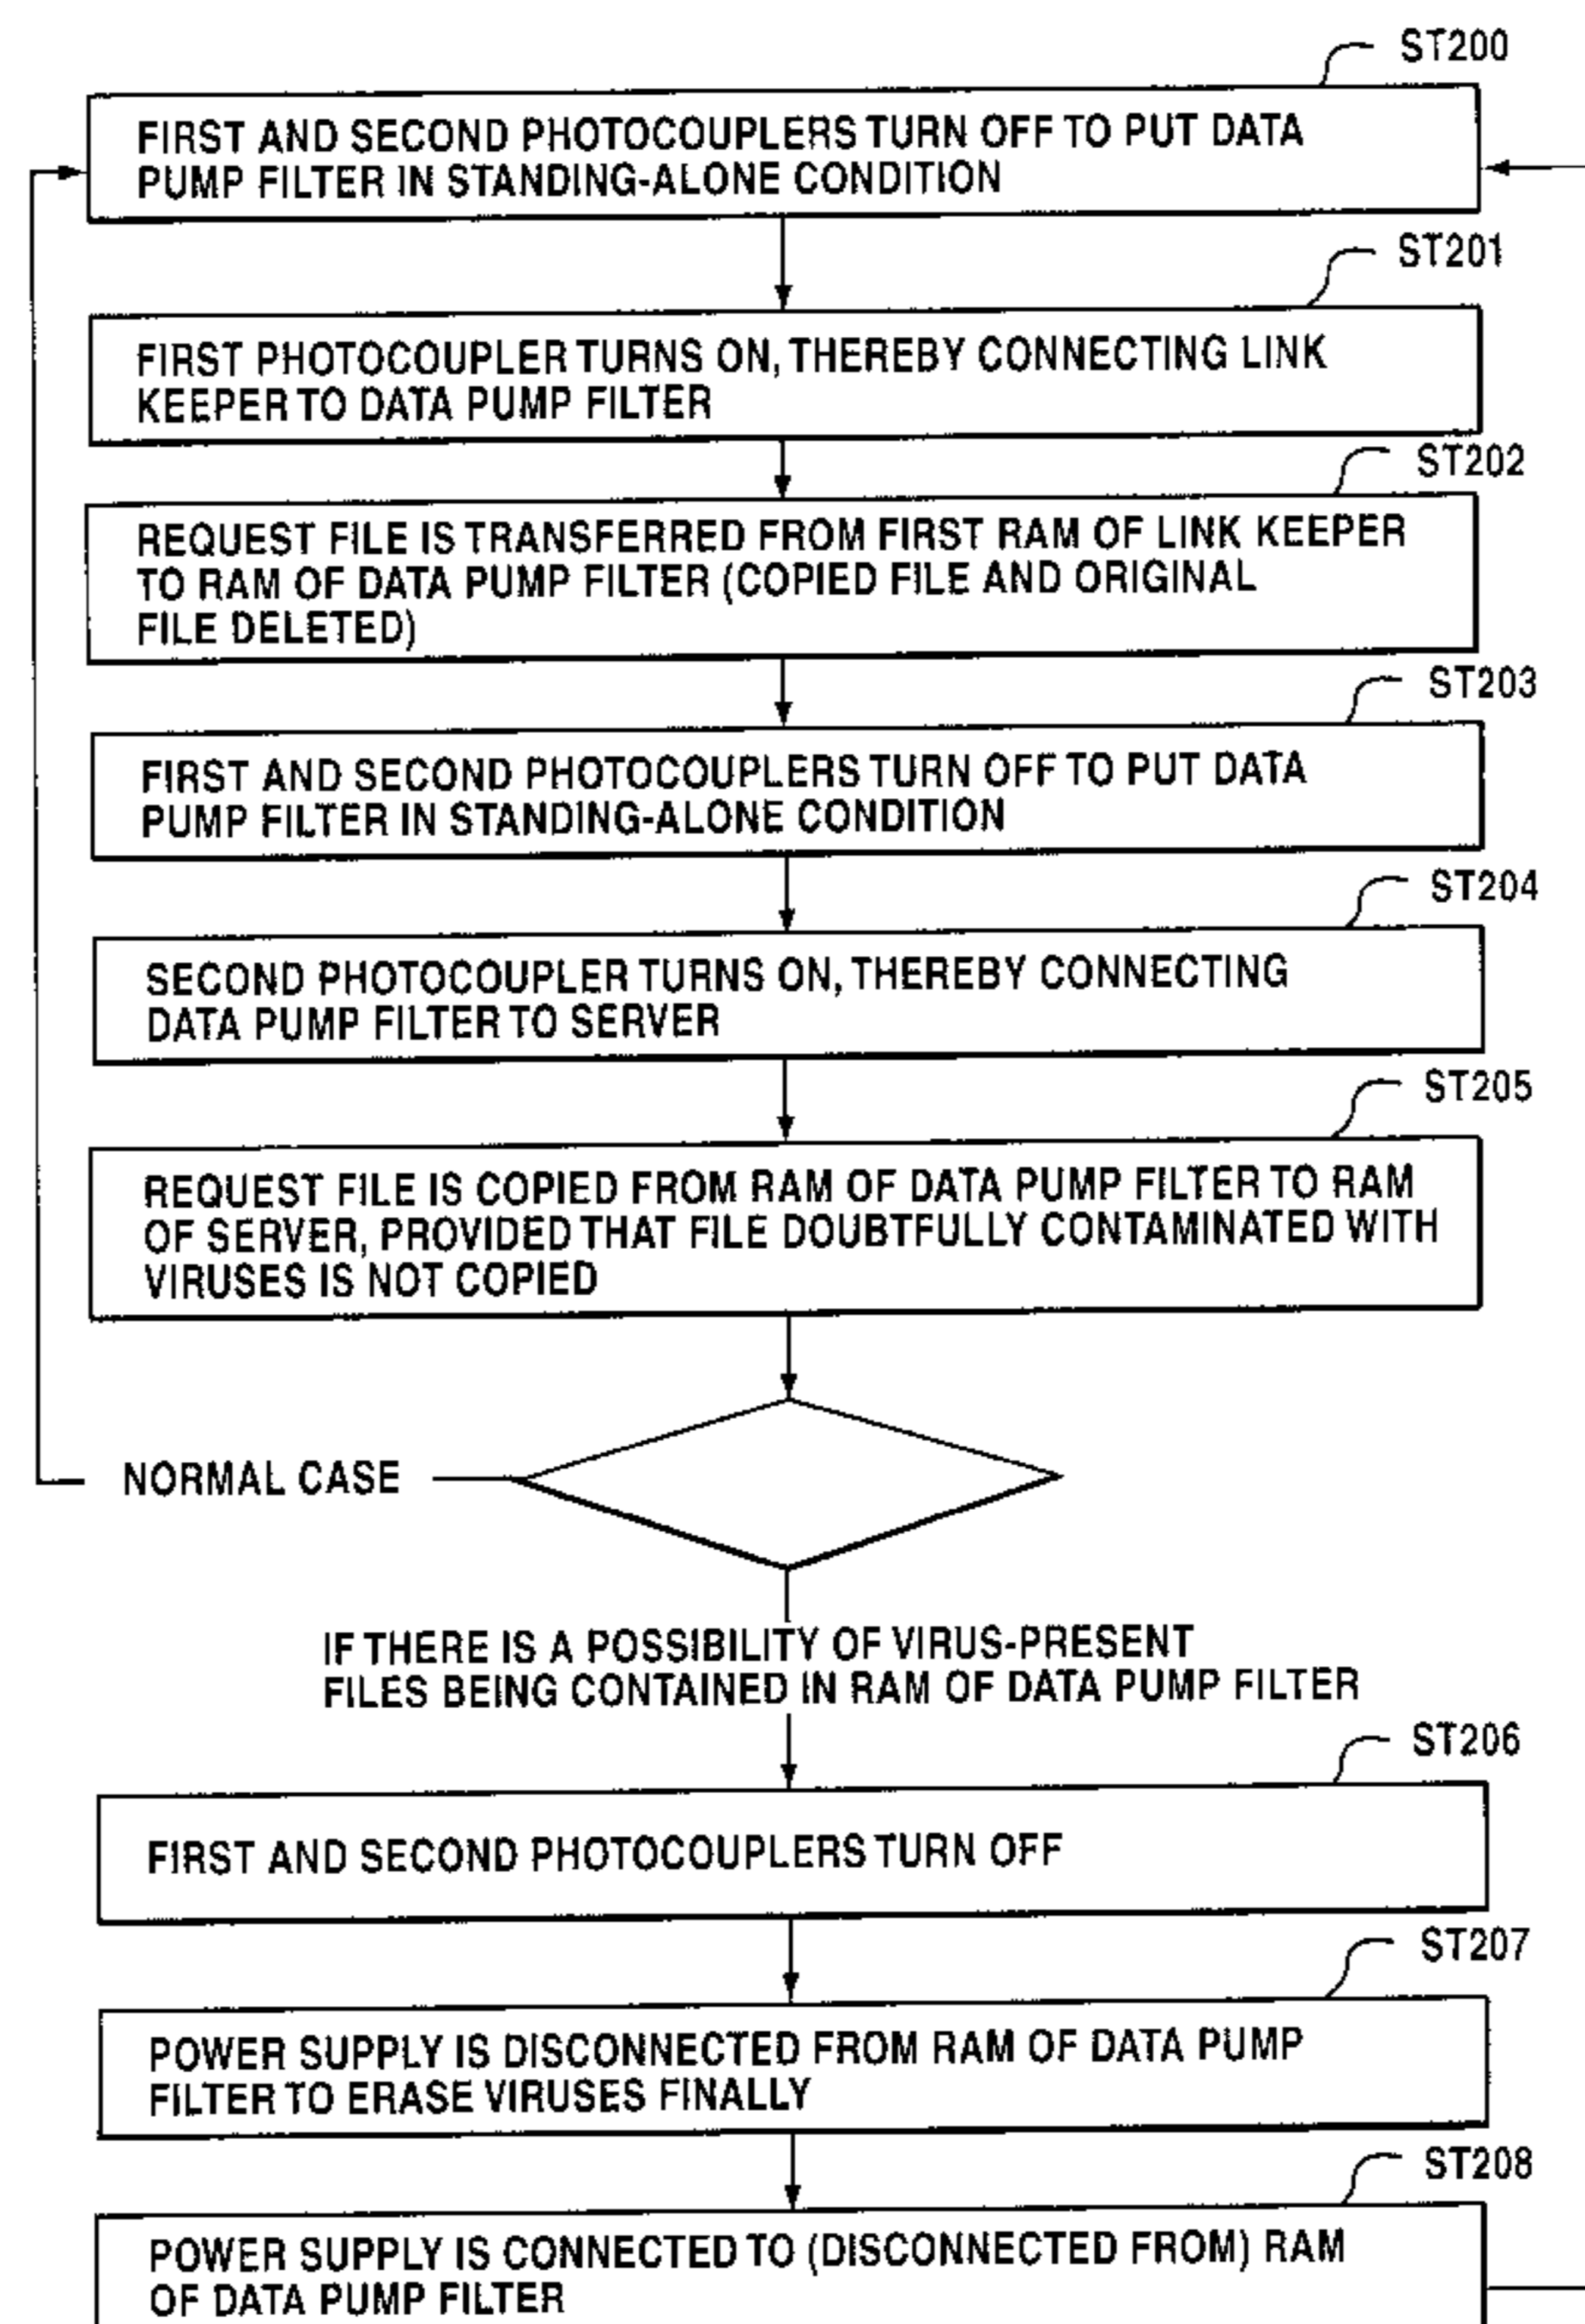 ST200
FIRST AND SECOND PHOTOCOUPLERS TURN OFF TO PUT DATA
PUMP FILTER IN STANDING-ALONE CONDITION
ST201
FIRST PHOTOCOUPLER TURNS ON, THEREBY CONNECTING LINK
KEEPER TO DATA PUMP FILTER
ST202
REQUEST FILE IS TRANSFERRED FROM FIRST RAM OF LINK KEEPER
TO RAM OF DATA PUMP FILTER (COPIED FILE AND ORIGINAL
FILE DELETED)
ST203
FIRST AND SECOND PHOTOCOUPLERS TURN OFF TO PUT DATA
PUMP FILTER IN STANDING-ALONE CONDITION
ST204
SECOND PHOTOCOUPLER TURNS ON, THEREBY CONNECTING
DATA PUMP FILTER TO SERVER
ST205
REQUEST FILE IS COPIED FROM RAM OF DATA PUMP FILTER TO RAM
OF SERVER, PROVIDED THAT FILE DOUBTFULLY CONTAMINATED WITH
VIRUSES IS NOT COPIED
NORMAL CASE
IF THERE IS A POSSIBILITY OF VIRUS-PRESENT
FILES BEING CONTAINED IN RAM OF DATA PUMP FILTER
ST206
FIRST AND SECOND PHOTOCOUPLERS TURN OFF
ST207
POWER SUPPLY IS DISCONNECTED FROM RAM OF DATA PUMP
FILTER TO ERASE VIRUSES FINALLY
ST208
POWER SUPPLY IS CONNECTED TO (DISCONNECTED FROM) RAM
OF DATA PUMP FILTER